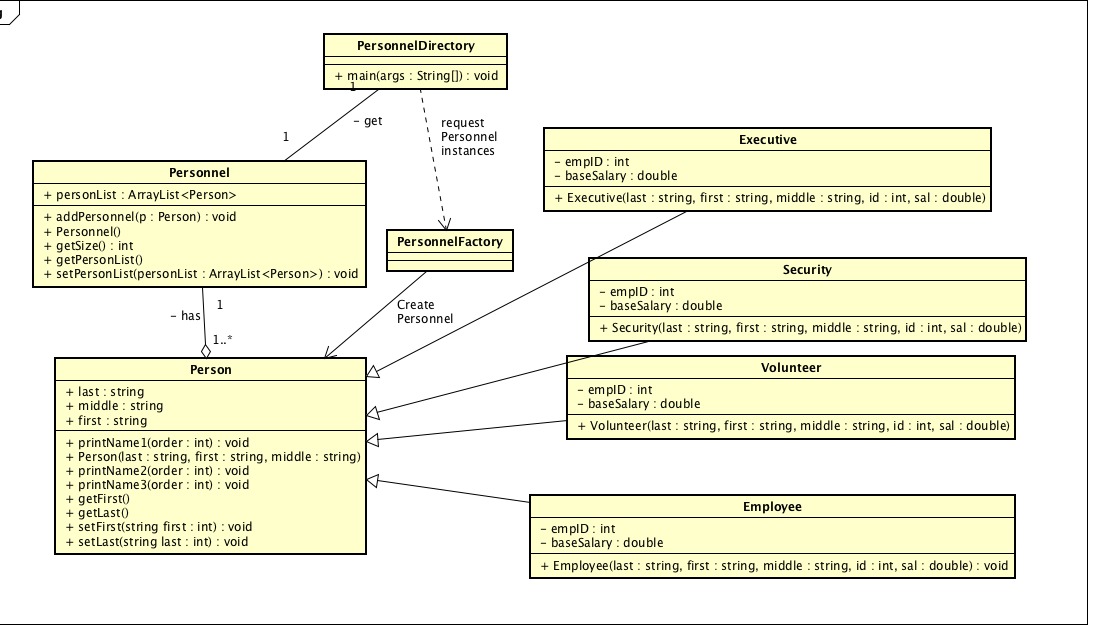 PersonnelDirectory
+ main(args : String[]) : void
1
- get
1
request
Personnel
instances
Personnel
+ personList : ArrayList<Person>
+ addPersonnel(p : Person) : void
+ Personnel()
+ getSize() : int
+ getPersonList()
+ setPersonList(personList : ArrayList<Person>) : void
PersonnelFactory
Executive
- empID : int
- baseSalary : double
+ Executive(last : string, first : string, middle : string, id : int, sal : double)
Security
- empID : int
- baseSalary : double
+ Security(last : string, first : string, middle : string, id : int, sal : double)
1
- has
1..*
Create
Personnel
Person
+ last : string
+ middle : string
+ first : string
+ printName1(order : int) : void
+ Person(last : string, first : string, middle : string)
+ printName2(order : int) : void
+ printName3(order : int) : void
+ getFirst()
+ getLast()
+ setFirst(string first : int) : void
+ setLast(string last : int) : void
Volunteer
- empID : int
- baseSalary : double
+ Volunteer(last : string, first : string, middle : string, id : int, sal : double)
Employee
- empID : int
- baseSalary : double
+ Employee(last : string, first : string, middle : string, id : int, sal : double) : void